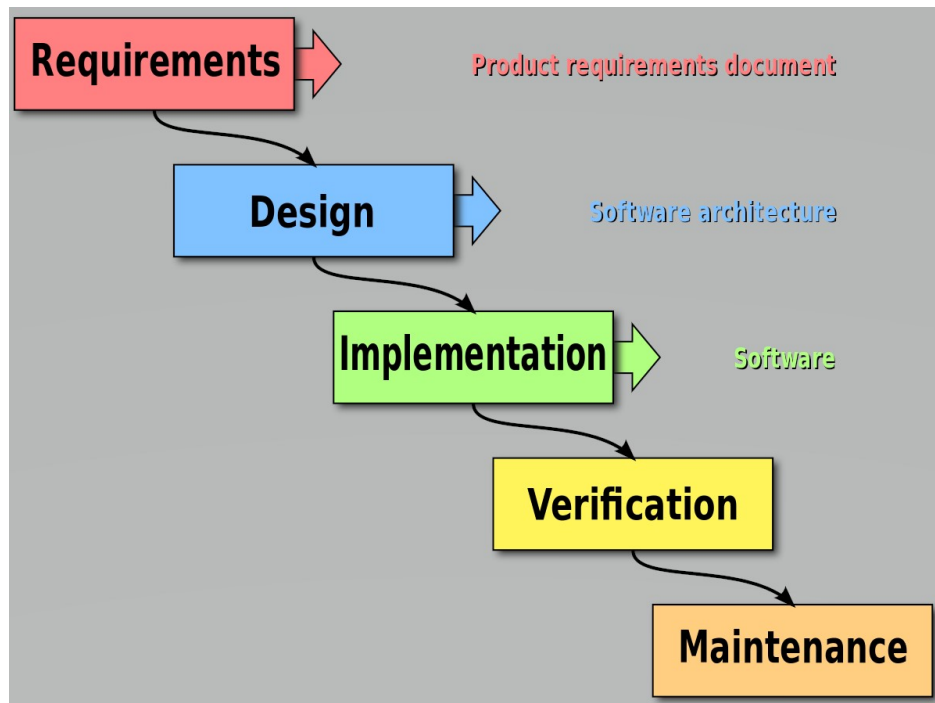 Requirements
Product requirements document
Design
Software architecture
Implementation
Software
Verification
Maintenance